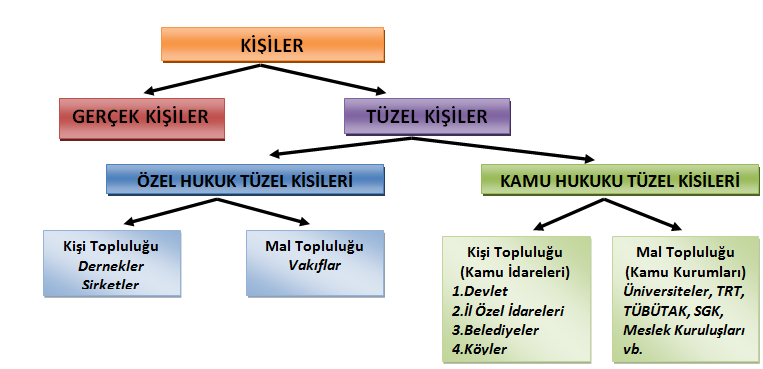 KİŞİLER
GERÇEK KİŞİLER
TÜZEL KİŞİLER
ÖZEL HUKUK TÜZEL KİSİLERİ
KAMU HUKUKU TÜZEL KİSİLERİ
Kişi Topluluğu
Dernekler
Sirketler
Mal Topluluğu
Vakıflar
Kişi Topluluğu
(Kamu İdareleri)
1.Devlet
2.İl Özel İdareleri
3.Belediyeler
4.Köyler
Mal Topluluğu
(Kamu Kurumları)
Üniversiteler, TRT,
TÜBÜTAK, SGK,
Meslek Kuruluşları
vb.